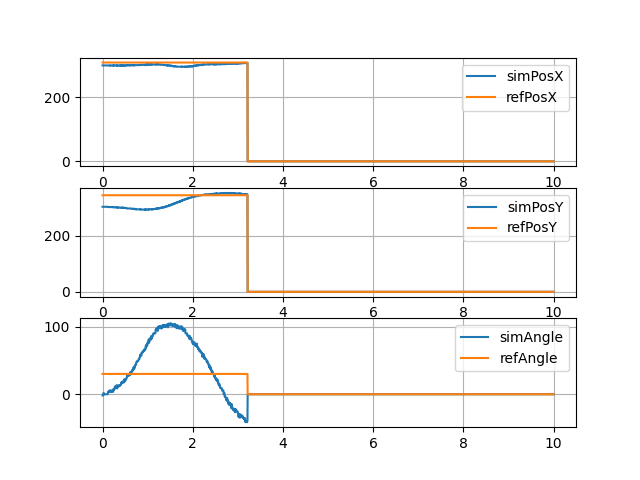 200
0
simPosX
refPosX
0 2 4 6 8 10
200
0
simPosY
refPosY
0 2 4 6 8 10
100
0
simAngle
refAngle
0 2 4 6 8 10